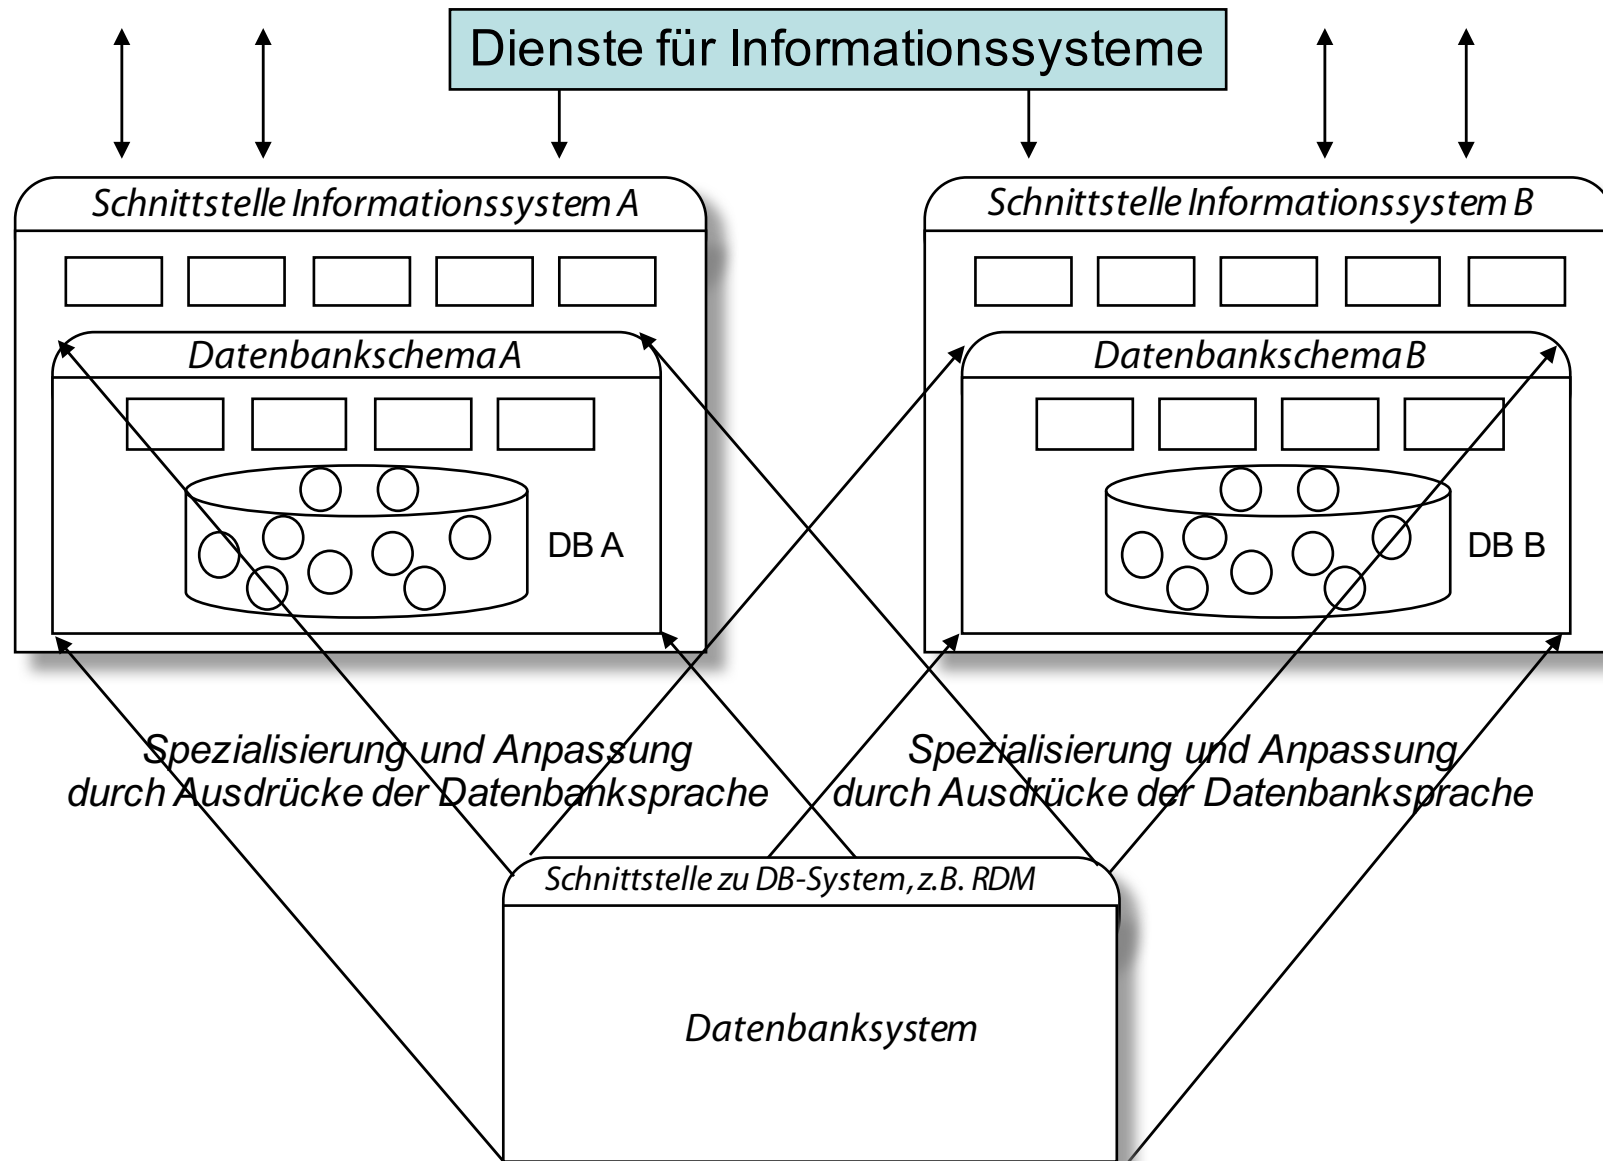 Dienste für Informationssysteme
Schnittstelle Informationssystem A
Schnittstelle Informationssystem B
Datenbankschema A
Datenbankschema B
DB A
DB B
Spezialisierung und Anpassung
durch Ausdrücke der Datenbanksprache
Spezialisierung und Anpassung
durch Ausdrücke der Datenbanksprache
Schnittstelle zu DB-System, z.B. RDM
Datenbanksystem